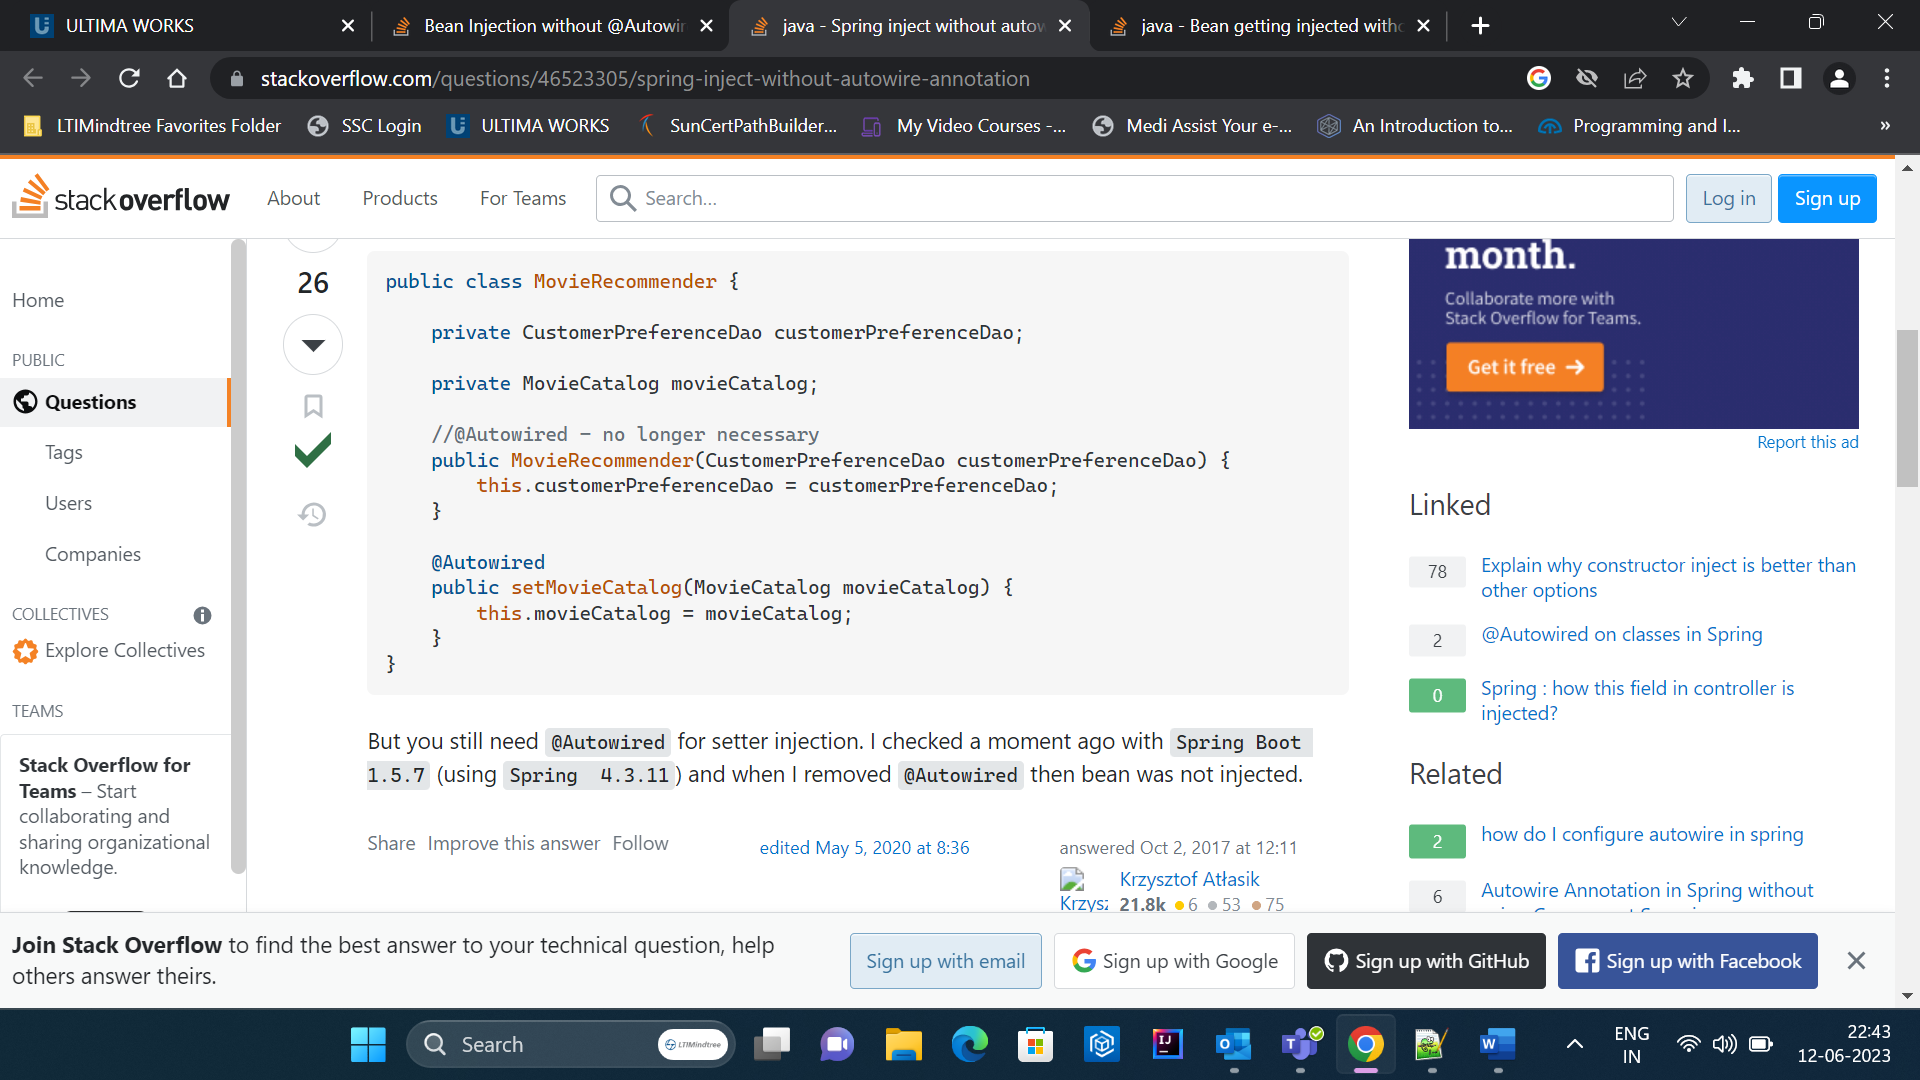 ULTIMA WORKS
Bean Injection without @Autowir
java - Spring inject without autow
java - Bean getting injected witho
stackoverflow.com/questions/46523305/spring-inject-without-autowire-annotation
LTIMindtree Favorites Folder
SSC Login
ULTIMA WORKS
SunCertPathBuilder...
My Video Courses -...
Medi Assist Your e-...
An Introduction to...
Programming and I...
»
stackoverflow
About
Products
For Teams
Search...
Log in
Sign up
Home
PUBLIC
Questions
Tags
Users
Companies
COLLECTIVES
Explore Collectives
TEAMS
Stack Overflow for
Teams – Start
collaborating and
sharing organizational
knowledge.
26
public class MovieRecommender {
private CustomerPreferenceDao customerPreferenceDao;
private MovieCatalog movieCatalog;
//@Autowired - no longer necessary
public MovieRecommender(CustomerPreferenceDao customerPreferenceDao) {
this.customerPreferenceDao = customerPreferenceDao;
}
@Autowired
public setMovieCatalog(MovieCatalog movieCatalog) {
this.movieCatalog = movieCatalog;
}
}
But you still need @Autowired for setter injection. I checked a moment ago with Spring Boot
1.5.7 (using Spring 4.3.11) and when I removed @Autowired then bean was not injected.
Share Improve this answer Follow
edited May 5, 2020 at 8:36
answered Oct 2, 2017 at 12:11
Krzysztof Atłasik
Krzysz
21.8k 6 53 75
month.
Collaborate more with
Stack Overflow for Teams.
Get it free →
Report this ad
Linked
78 Explain why constructor inject is better than
other options
2 @Autowired on classes in Spring
0 Spring : how this field in controller is
injected?
Related
2 how do I configure autowire in spring
6 Autowire Annotation in Spring without
Join Stack Overflow to find the best answer to your technical question, help
others answer theirs.
Sign up with email
Sign up with Google
Sign up with GitHub
Sign up with Facebook
Search
LTIMindtree
ENG
IN
22:43
12-06-2023